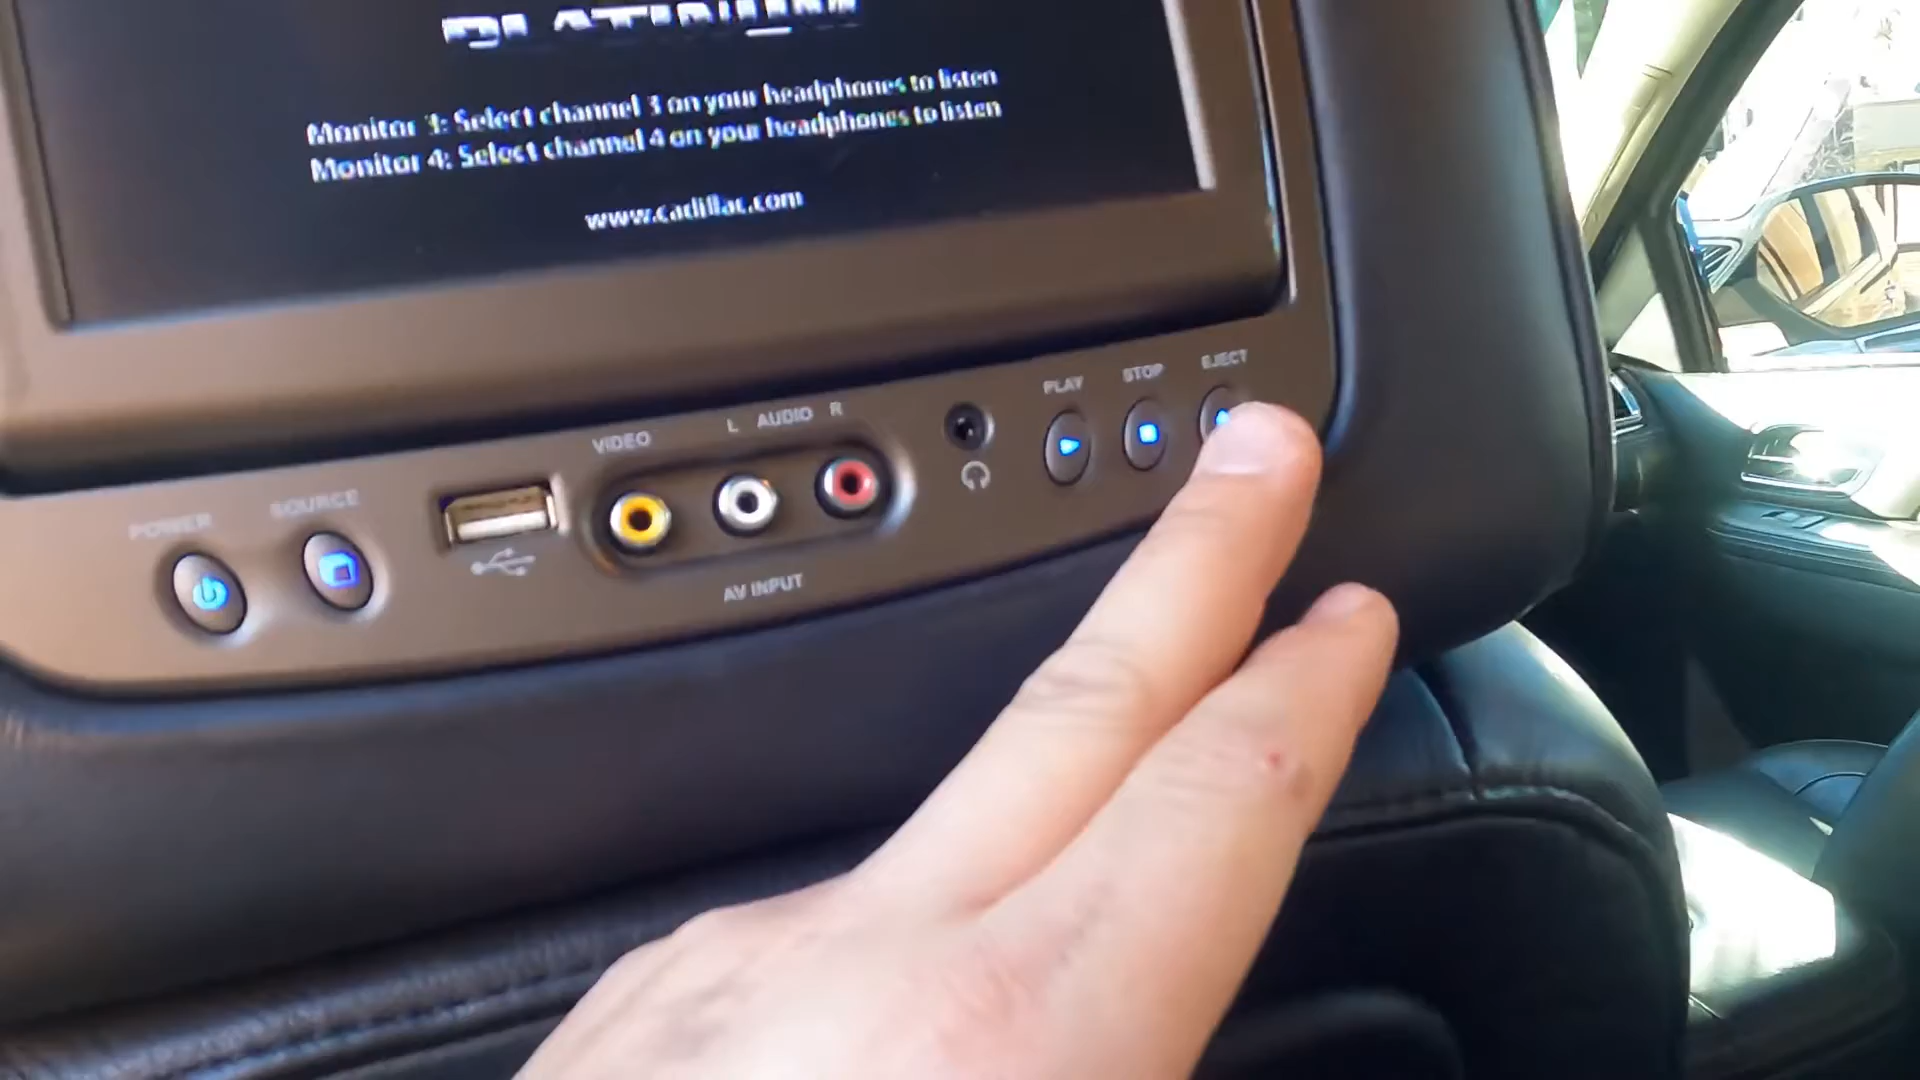 PLATINUM
Monitor 3: Select channel 3 on your headphones to listen
Monitor 4: Select channel 4 on your headphones to listen
www.cadillac.com
POWER
SOURCE
VIDEO
L AUDIO R
AV INPUT
PLAY
STOP
EJECT